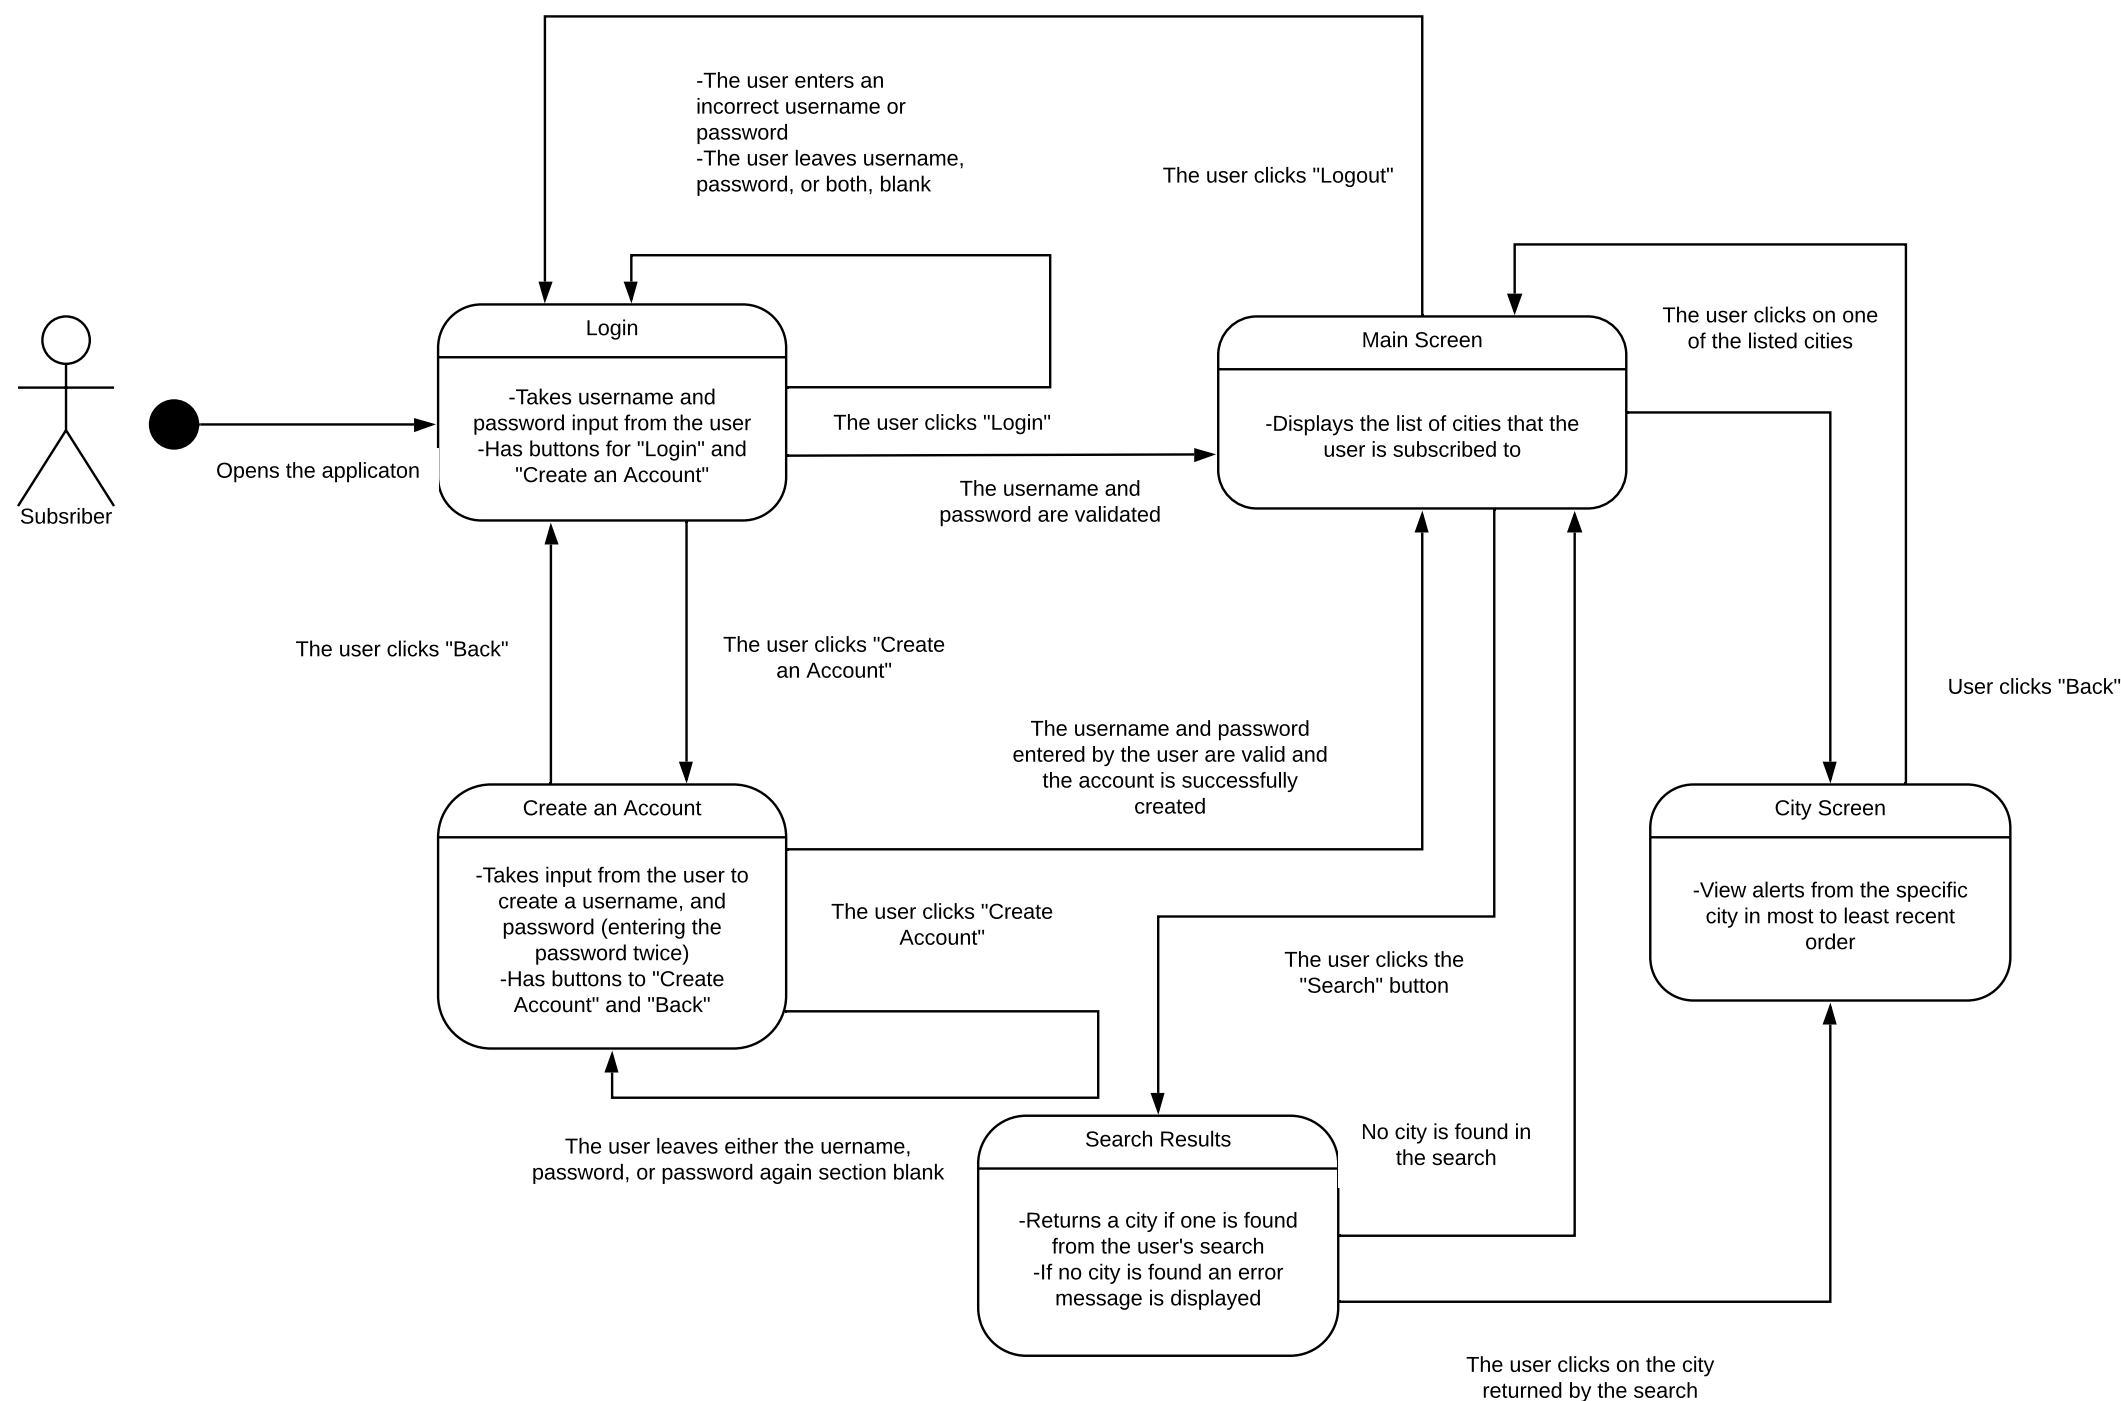 -The user enters an
incorrect username or
password
-The user leaves username,
password, or both, blank
The user clicks "Logout"
Login
-Takes username and
password input from the user
-Has buttons for "Login" and
"Create an Account"
Main Screen
-Displays the list of cities that the
user is subscribed to
The user clicks on one
of the listed cities
The user clicks "Login"
The username and
password are validated
Opens the applicaton
Subsriber
The user clicks "Back"
The user clicks "Create
an Account"
User clicks "Back"
The username and password
entered by the user are valid and
the account is successfully
created
Create an Account
-Takes input from the user to
create a username, and
password (entering the
password twice)
-Has buttons to "Create
Account" and "Back"
The user clicks "Create
Account"
City Screen
-View alerts from the specific
city in most to least recent
order
The user clicks the
"Search" button
The user leaves either the uername,
password, or password again section blank
Search Results
-Returns a city if one is found
from the user's search
-If no city is found an error
message is displayed
No city is found in
the search
The user clicks on the city
returned by the search